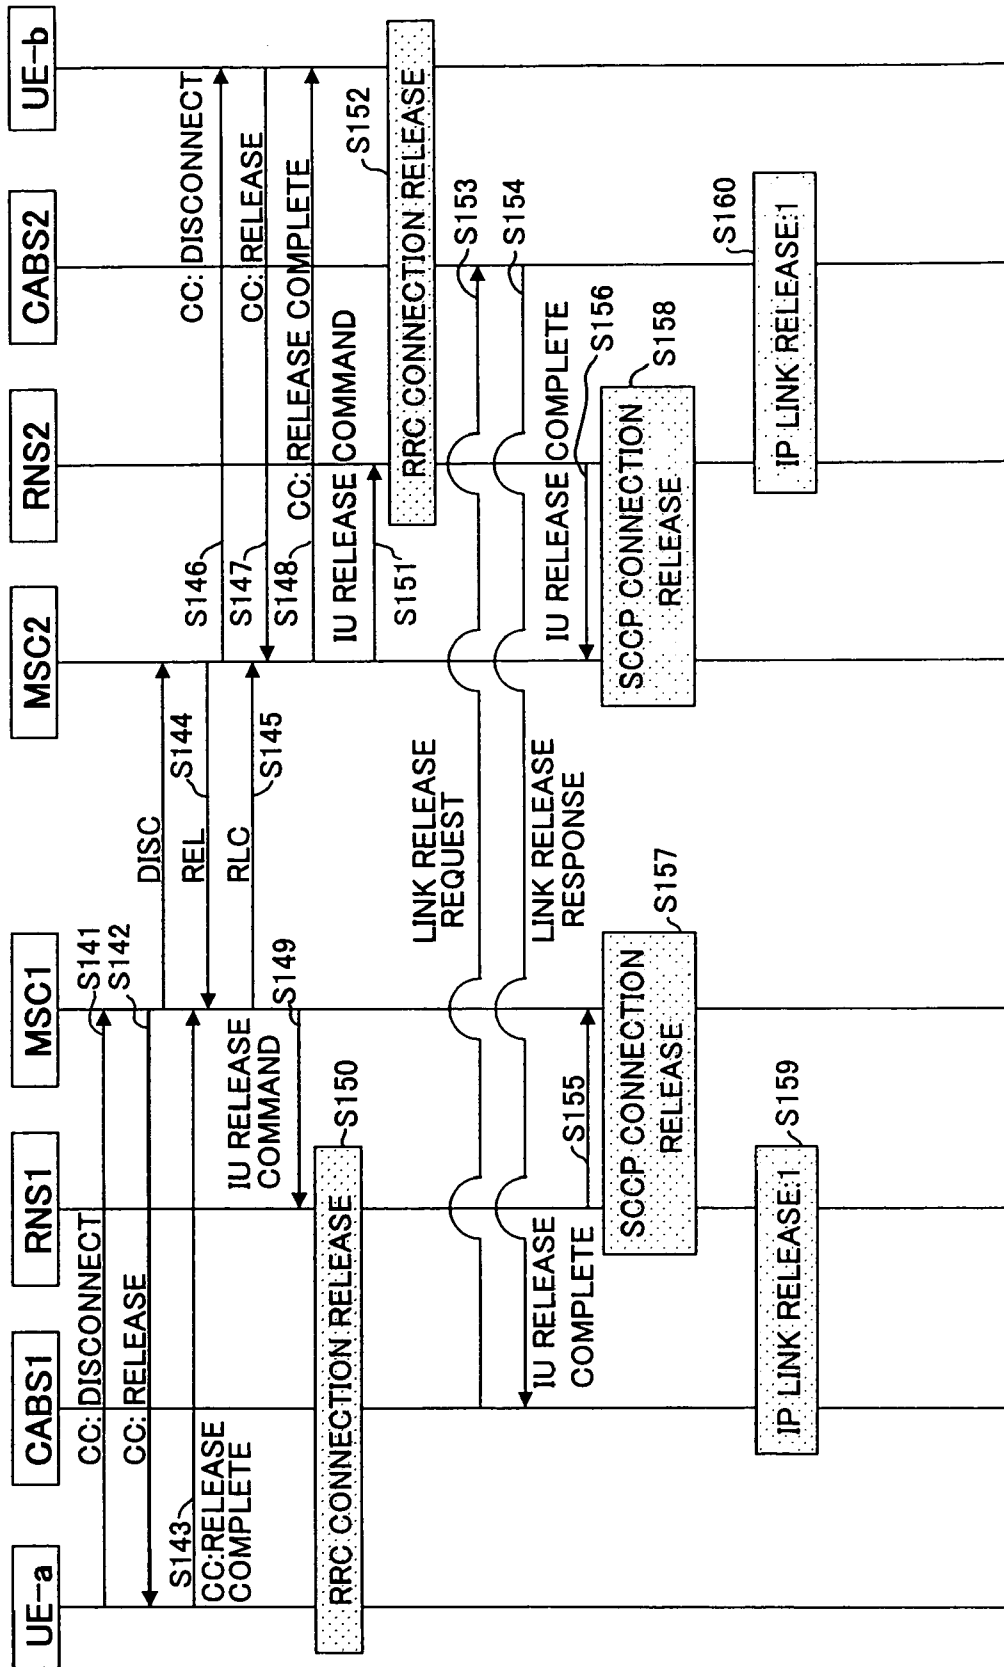 UE-a
CABS1
RNS1
MSC1
MSC2
RNS2
CABS2
UE-b
CC: DISCONNECT
S141
CC: RELEASE
S142
S143
CC:RELEASE
COMPLETE
DISC
REL
S144
RLC
S145
S146
CC: DISCONNECT
S147
CC: RELEASE
S148
CC: RELEASE COMPLETE
IU RELEASE
COMMAND
S149
RRC CONNECTION RELEASE
S150
IU RELEASE COMMAND
S151
RRC CONNECTION RELEASE
S152
LINK RELEASE
REQUEST
S153
LINK RELEASE
RESPONSE
S154
IU RELEASE
COMPLETE
S155
IU RELEASE COMPLETE
S156
SCCP CONNECTION
RELEASE
S157
SCCP CONNECTION
RELEASE
S158
IP LINK RELEASE:1
S159
IP LINK RELEASE:1
S160